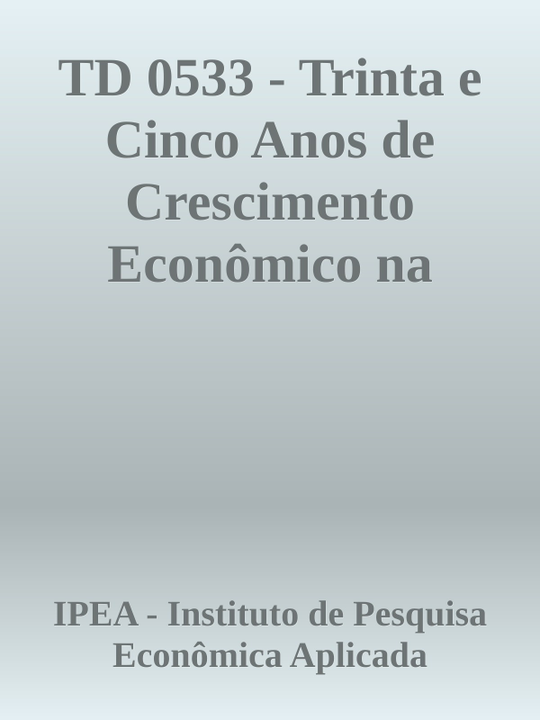 TD 0533 - Trinta e
Cinco Anos de
Crescimento
Econômico na
IPEA - Instituto de Pesquisa
Econômica Aplicada